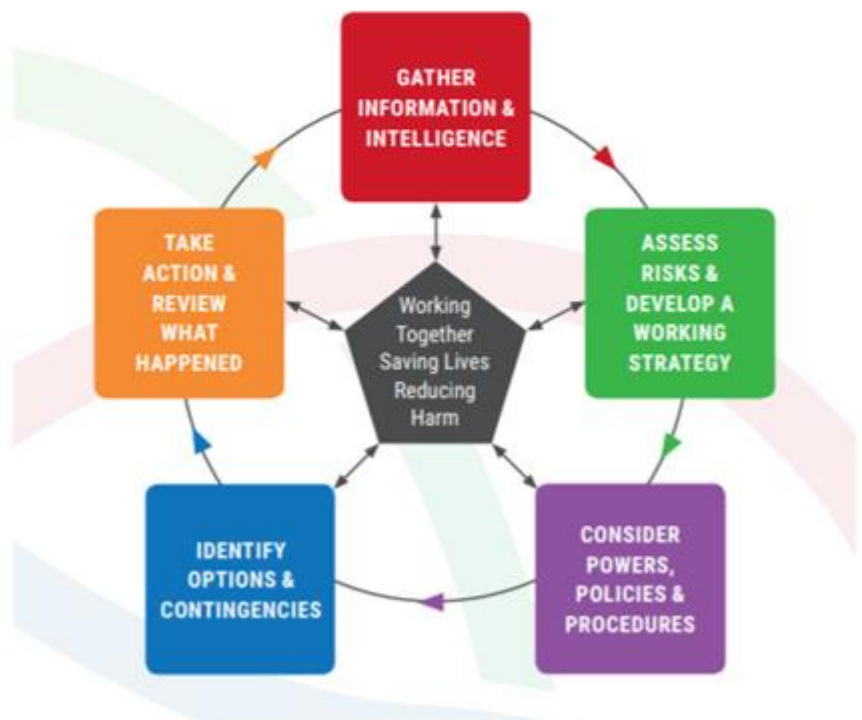 GATHER
INFORMATION &
INTELLIGENCE
ASSESS
RISKS &
DEVELOP A
WORKING
STRATEGY
CONSIDER
POWERS,
POLICIES &
PROCEDURES
IDENTIFY
OPTIONS &
CONTINGENCIES
TAKE
ACTION &
REVIEW
WHAT
HAPPENED
Working
Together
Saving Lives
Reducing
Harm